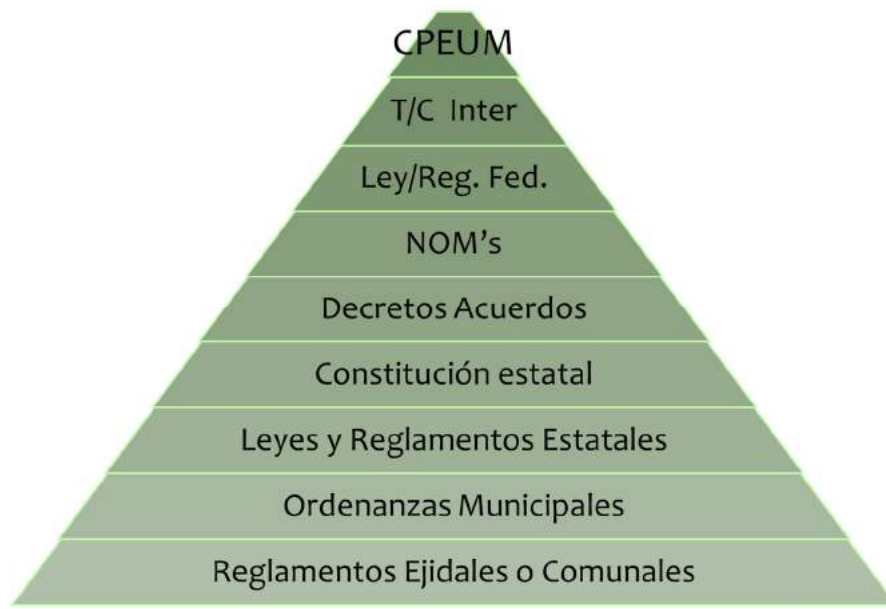 CPEUM
T/C Inter
Ley/Reg. Fed.
NOM’s
Decretos Acuerdos
Constitución estatal
Leyes y Reglamentos Estatales
Ordenanzas Municipales
Reglamentos Ejidales o Comunales